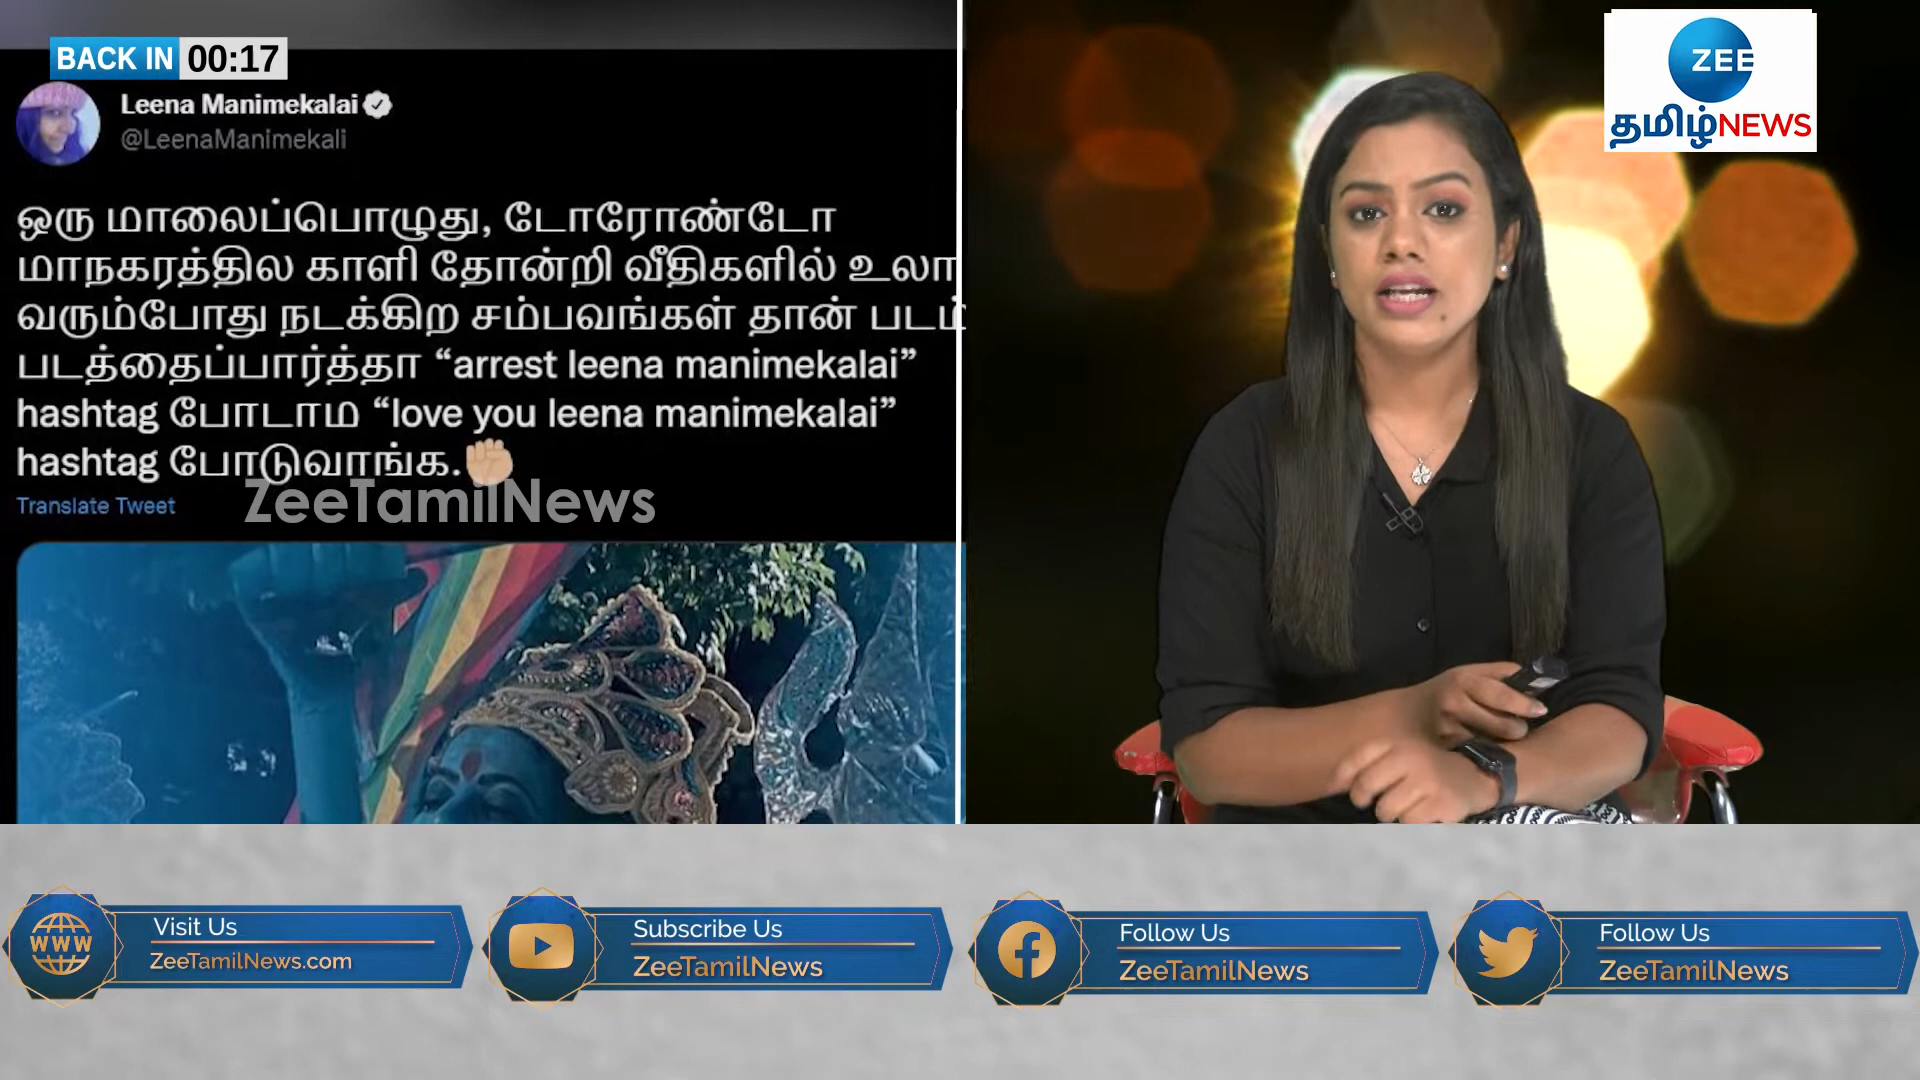 BACK IN 00:17
Leena Manimekalai
@LeenaManimekali
ஒரு மாலைப்பொழுது, டோரோண்டோ
மாநகரத்தில காளி தோன்றி வீதிகளில் உலா
வரும்போது நடக்கிற சம்பவங்கள் தான் படம்
படத்தைப்பார்த்தா “arrest leena manimekalai”
hashtag போடாம “love you leena manimekalai”
hashtag போடுவாங்க.
Translate Tweet
ZeeTamilNews
ZEE
தமிழ்NEWS
www
Visit Us
ZeeTamilNews.com
Subscribe Us
ZeeTamilNews
Follow Us
ZeeTamilNews
Follow Us
ZeeTamilNews